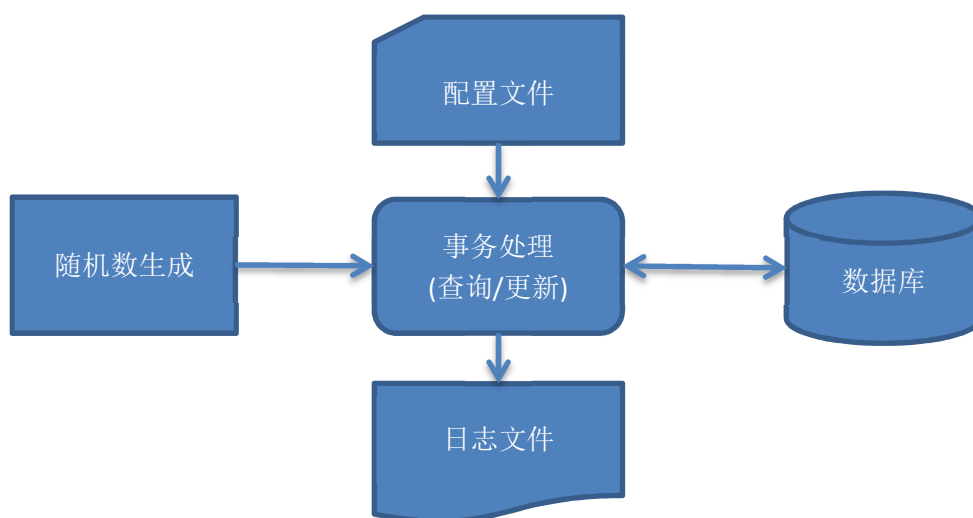 配置文件
随机数生成
事务处理
(查询/更新)
数据库
日志文件